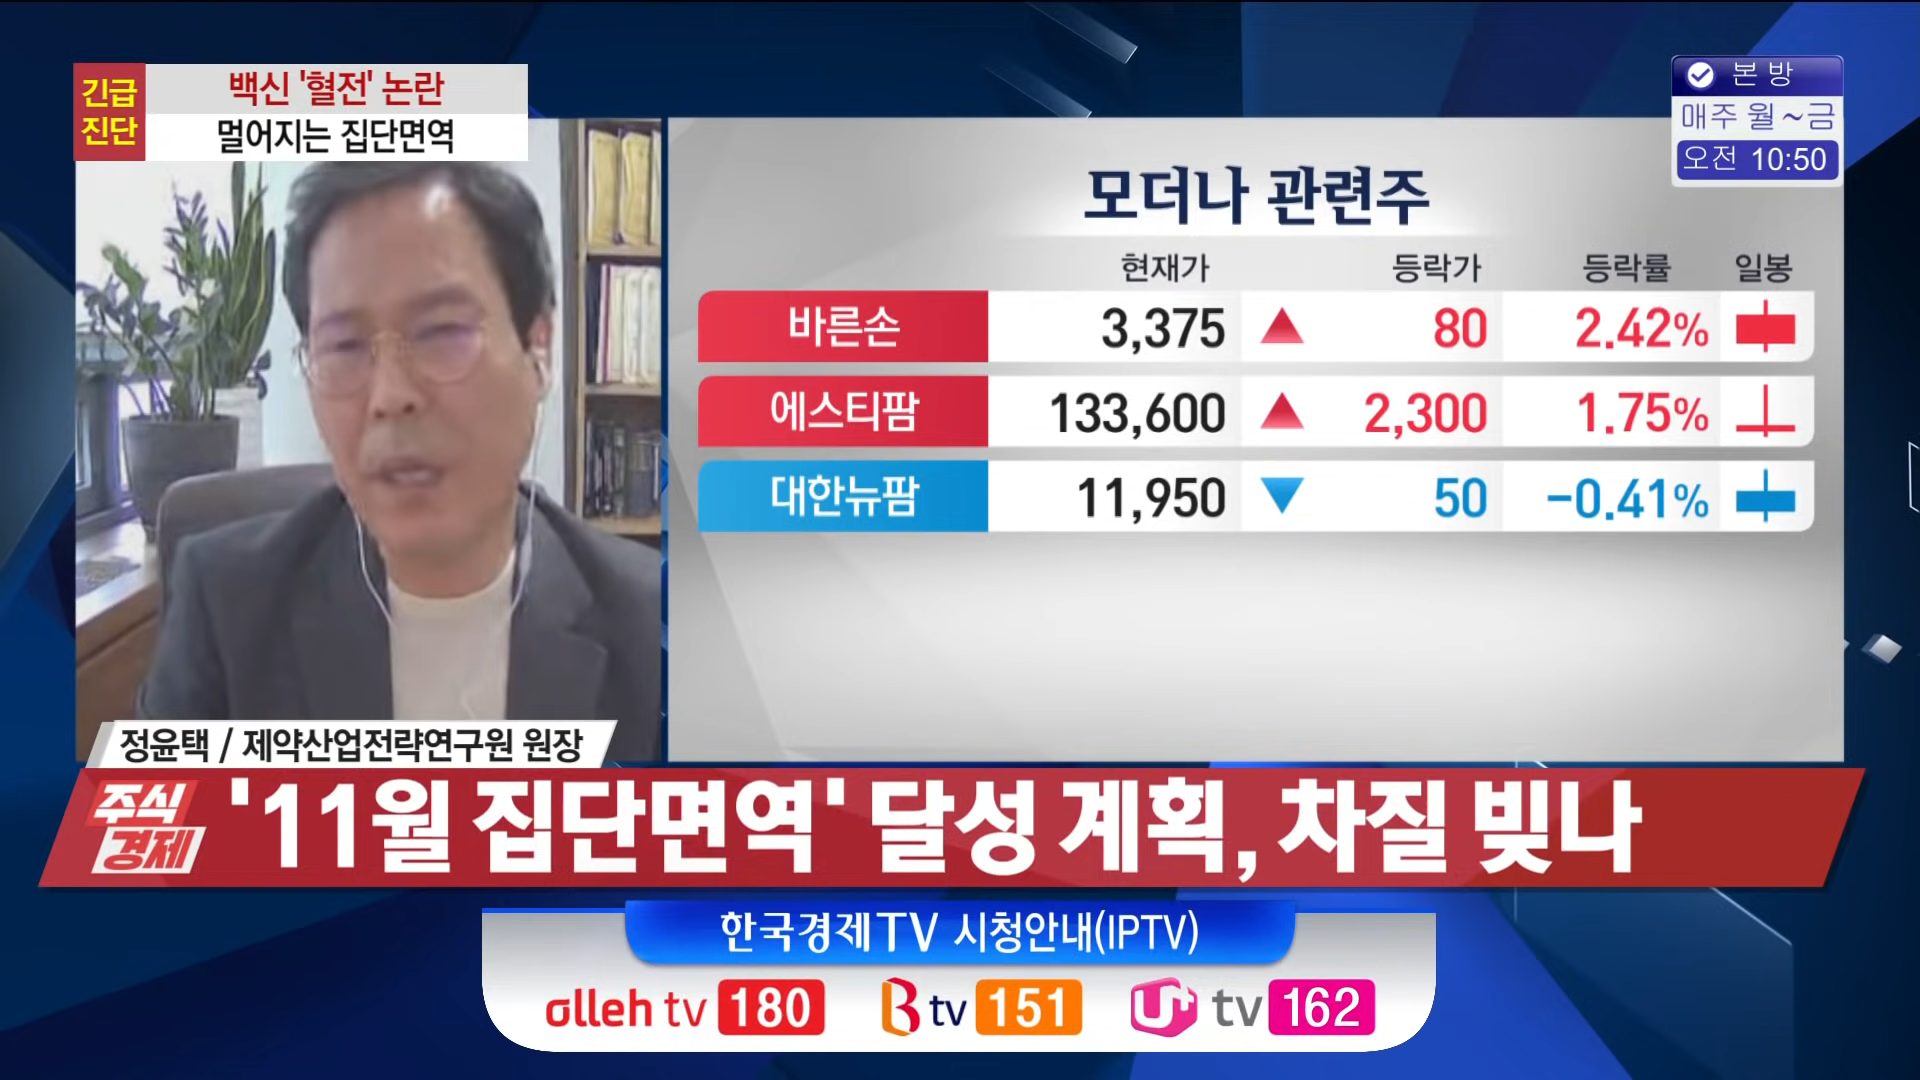 긴급
진단
백신 '혈전' 논란
멀어지는 집단면역
본 방
매주 월~금
오전 10:50
모더나 관련주
현재가 등락가 등락률 일봉
바른손 3,375 ▲ 80 2.42%
에스티팜 133,600 ▲ 2,300 1.75%
대한뉴팜 11,950 ▼ 50 -0.41%
정윤택 / 제약산업전략연구원 원장
주식
경제
'11월 집단면역' 달성 계획, 차질 빚나
한국경제TV 시청안내(IPTV)
olleh tv 180 B tv 151 U+ tv 162